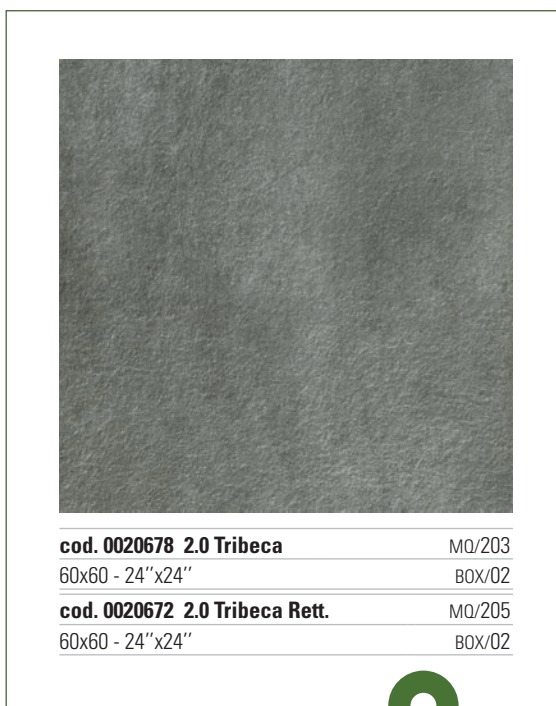 cod. 0020678 2.0 Tribeca MQ/203
60x60 - 24’’x24’’ BOX/02
cod. 0020672 2.0 Tribeca Rett. MQ/205
60x60 - 24’’x24’’ BOX/02